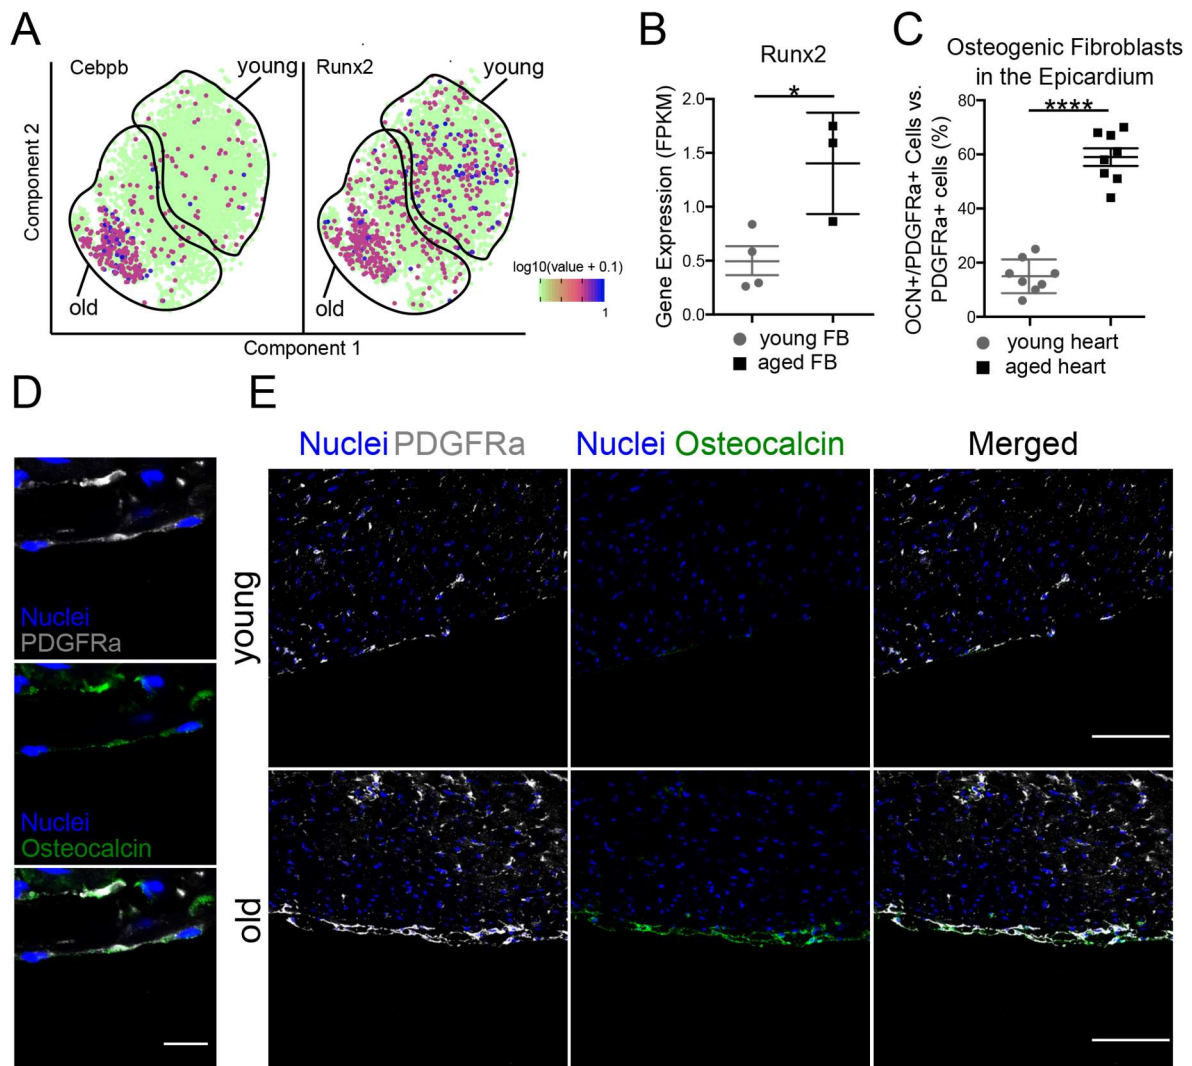 A
Cebpb
young
Runx2
young
Component 2
old
old
log10(value + 0.1)
1
Component 1
B
Runx2
*
Gene Expression (FPKM)
2.0
1.5
1.0
0.5
0.0
young FB
aged FB
C
Osteogenic Fibroblasts
in the Epicardium
****
OCN+/PDGFRa+ Cells vs.
PDGFRa+ cells (%)
80
60
40
20
0
young heart
aged heart
D
Nuclei
PDGFRa
Nuclei
Osteocalcin
E
Nuclei PDGFRa
Nuclei Osteocalcin
Merged
young
old